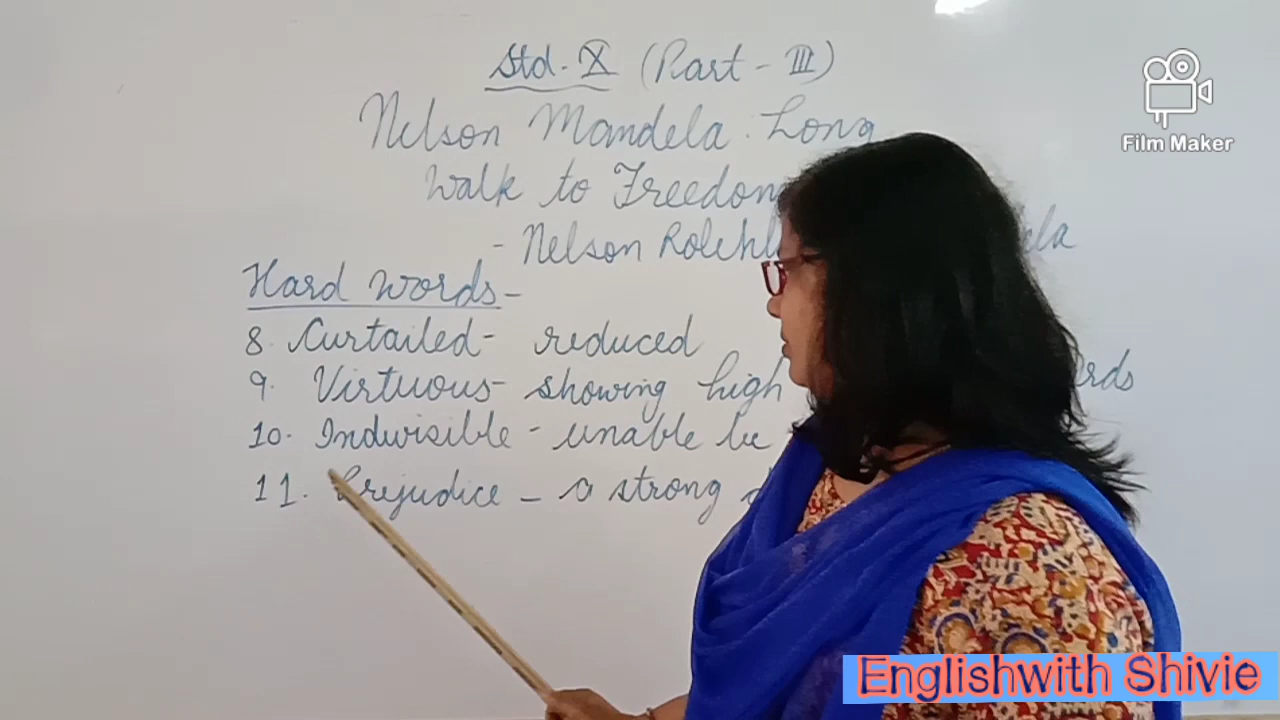 Std - X (Part - III)
Nelson Mandela : Long
Walk to Freedom
- Nelson
Hard Words -
8. Curtailed - reduced
9. Virtuous - showing high
10. Indivisible - unable be
11. Prejudice - a strong
Film Maker
Englishwith Shivie